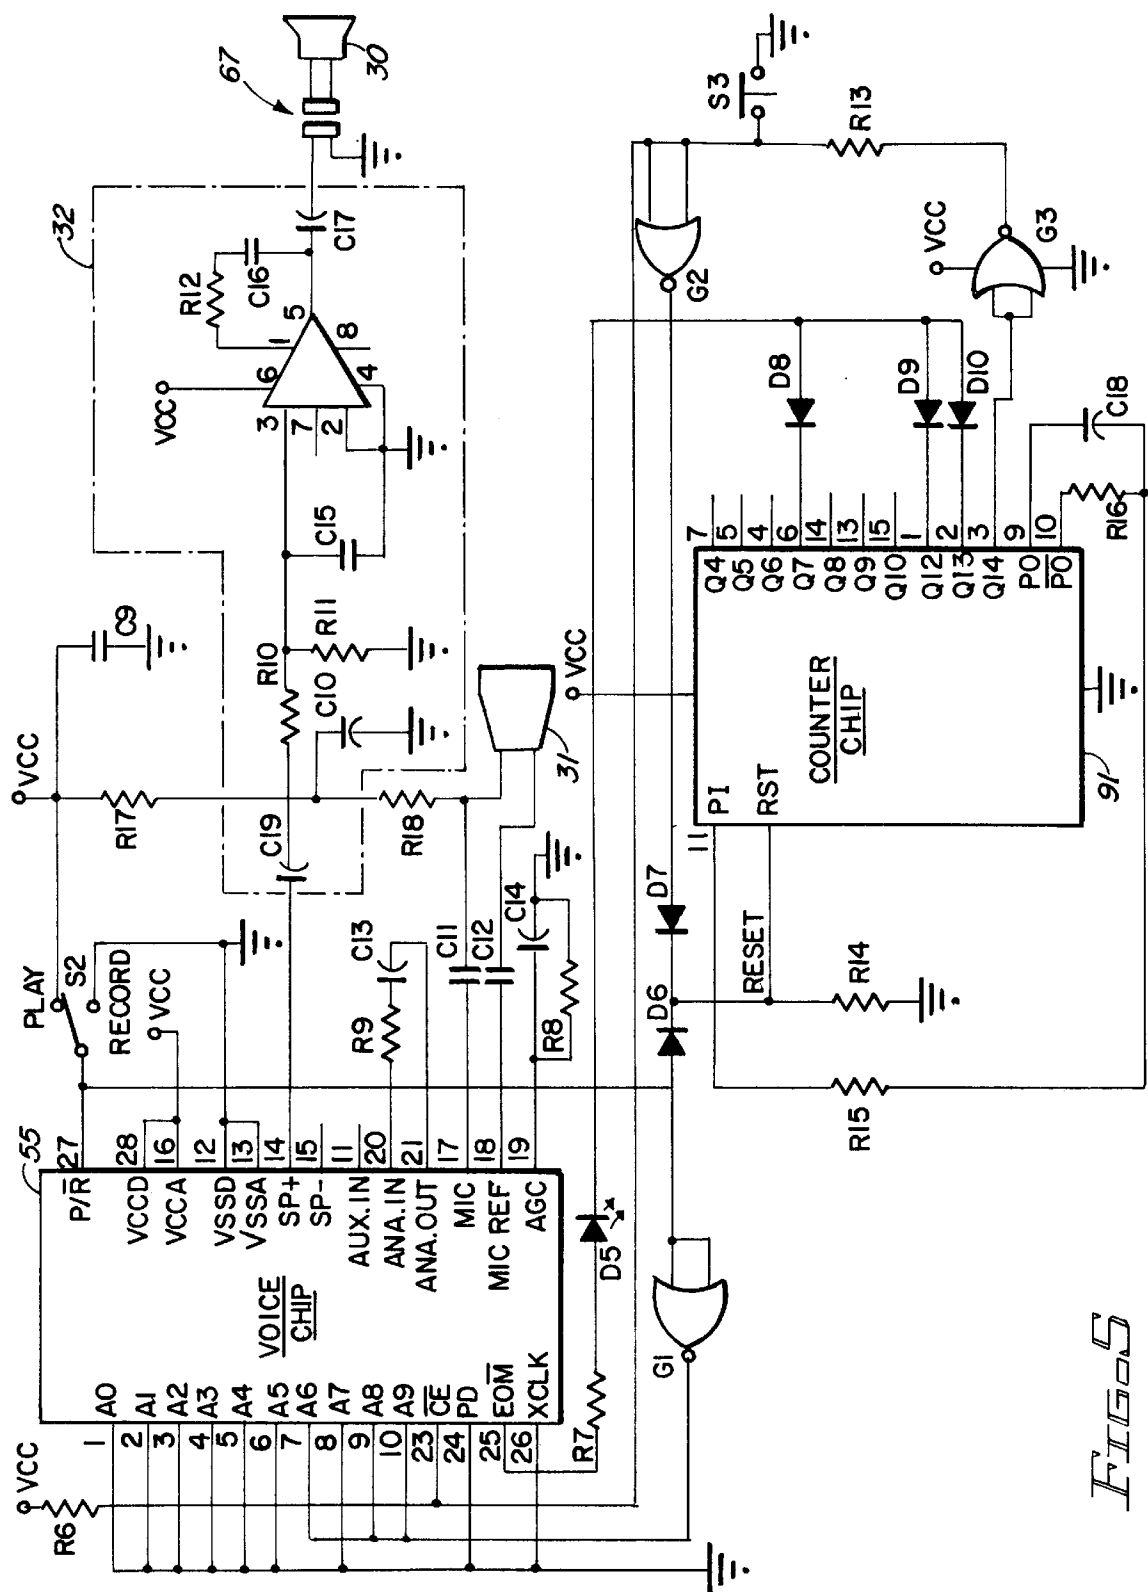 VCC
R6
1 A0
2 A1
3 A2
4 A3
5 A4
6 A5
7 A6
8 A7
9 A8
10 A9
23 C̅E̅
24 PD
25 E̅O̅M̅
26 XCLK
VOICE
CHIP
55
P/R̅ 27
VCCD 28
VCCA 16
VSSD 12
VSSA 13
SP+ 14
SP- 15
AUX.IN 11
ANA.IN 20
ANA.OUT 21
MIC 17
MIC REF 18
AGC 19
PLAY
S2
RECORD
VCC
VCC
R17
C9
C19
R10
R11
C10
C15
R18
R9
C13
C11
C12
C14
R8
31
32
VCC
3
7
2
6
1
5
8
4
R12
C16
C17
67
30
R7
D5
G1
D6
D7
RESET
R14
R15
VCC
11 PI
RST
COUNTER
CHIP
91
Q4 7
Q5 5
Q6 4
Q7 6
Q8 14
Q9 13
Q10 15
Q12 1
Q13 2
Q14 3
PO 9
P̅O̅ 10
D8
D9
D10
C18
R16
G2
S3
R13
VCC
G3
FIG-5